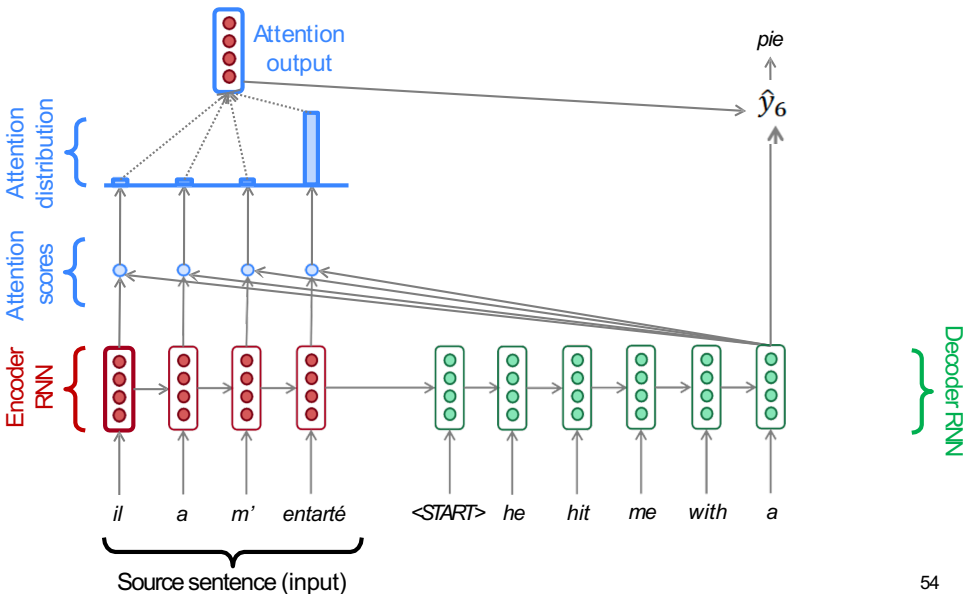 Attention
output
pie
ŷ₆
Attention
distribution
Attention
scores
Encoder
RNN
Decoder RNN
il a m' entarté <START> he hit me with a
Source sentence (input)
54